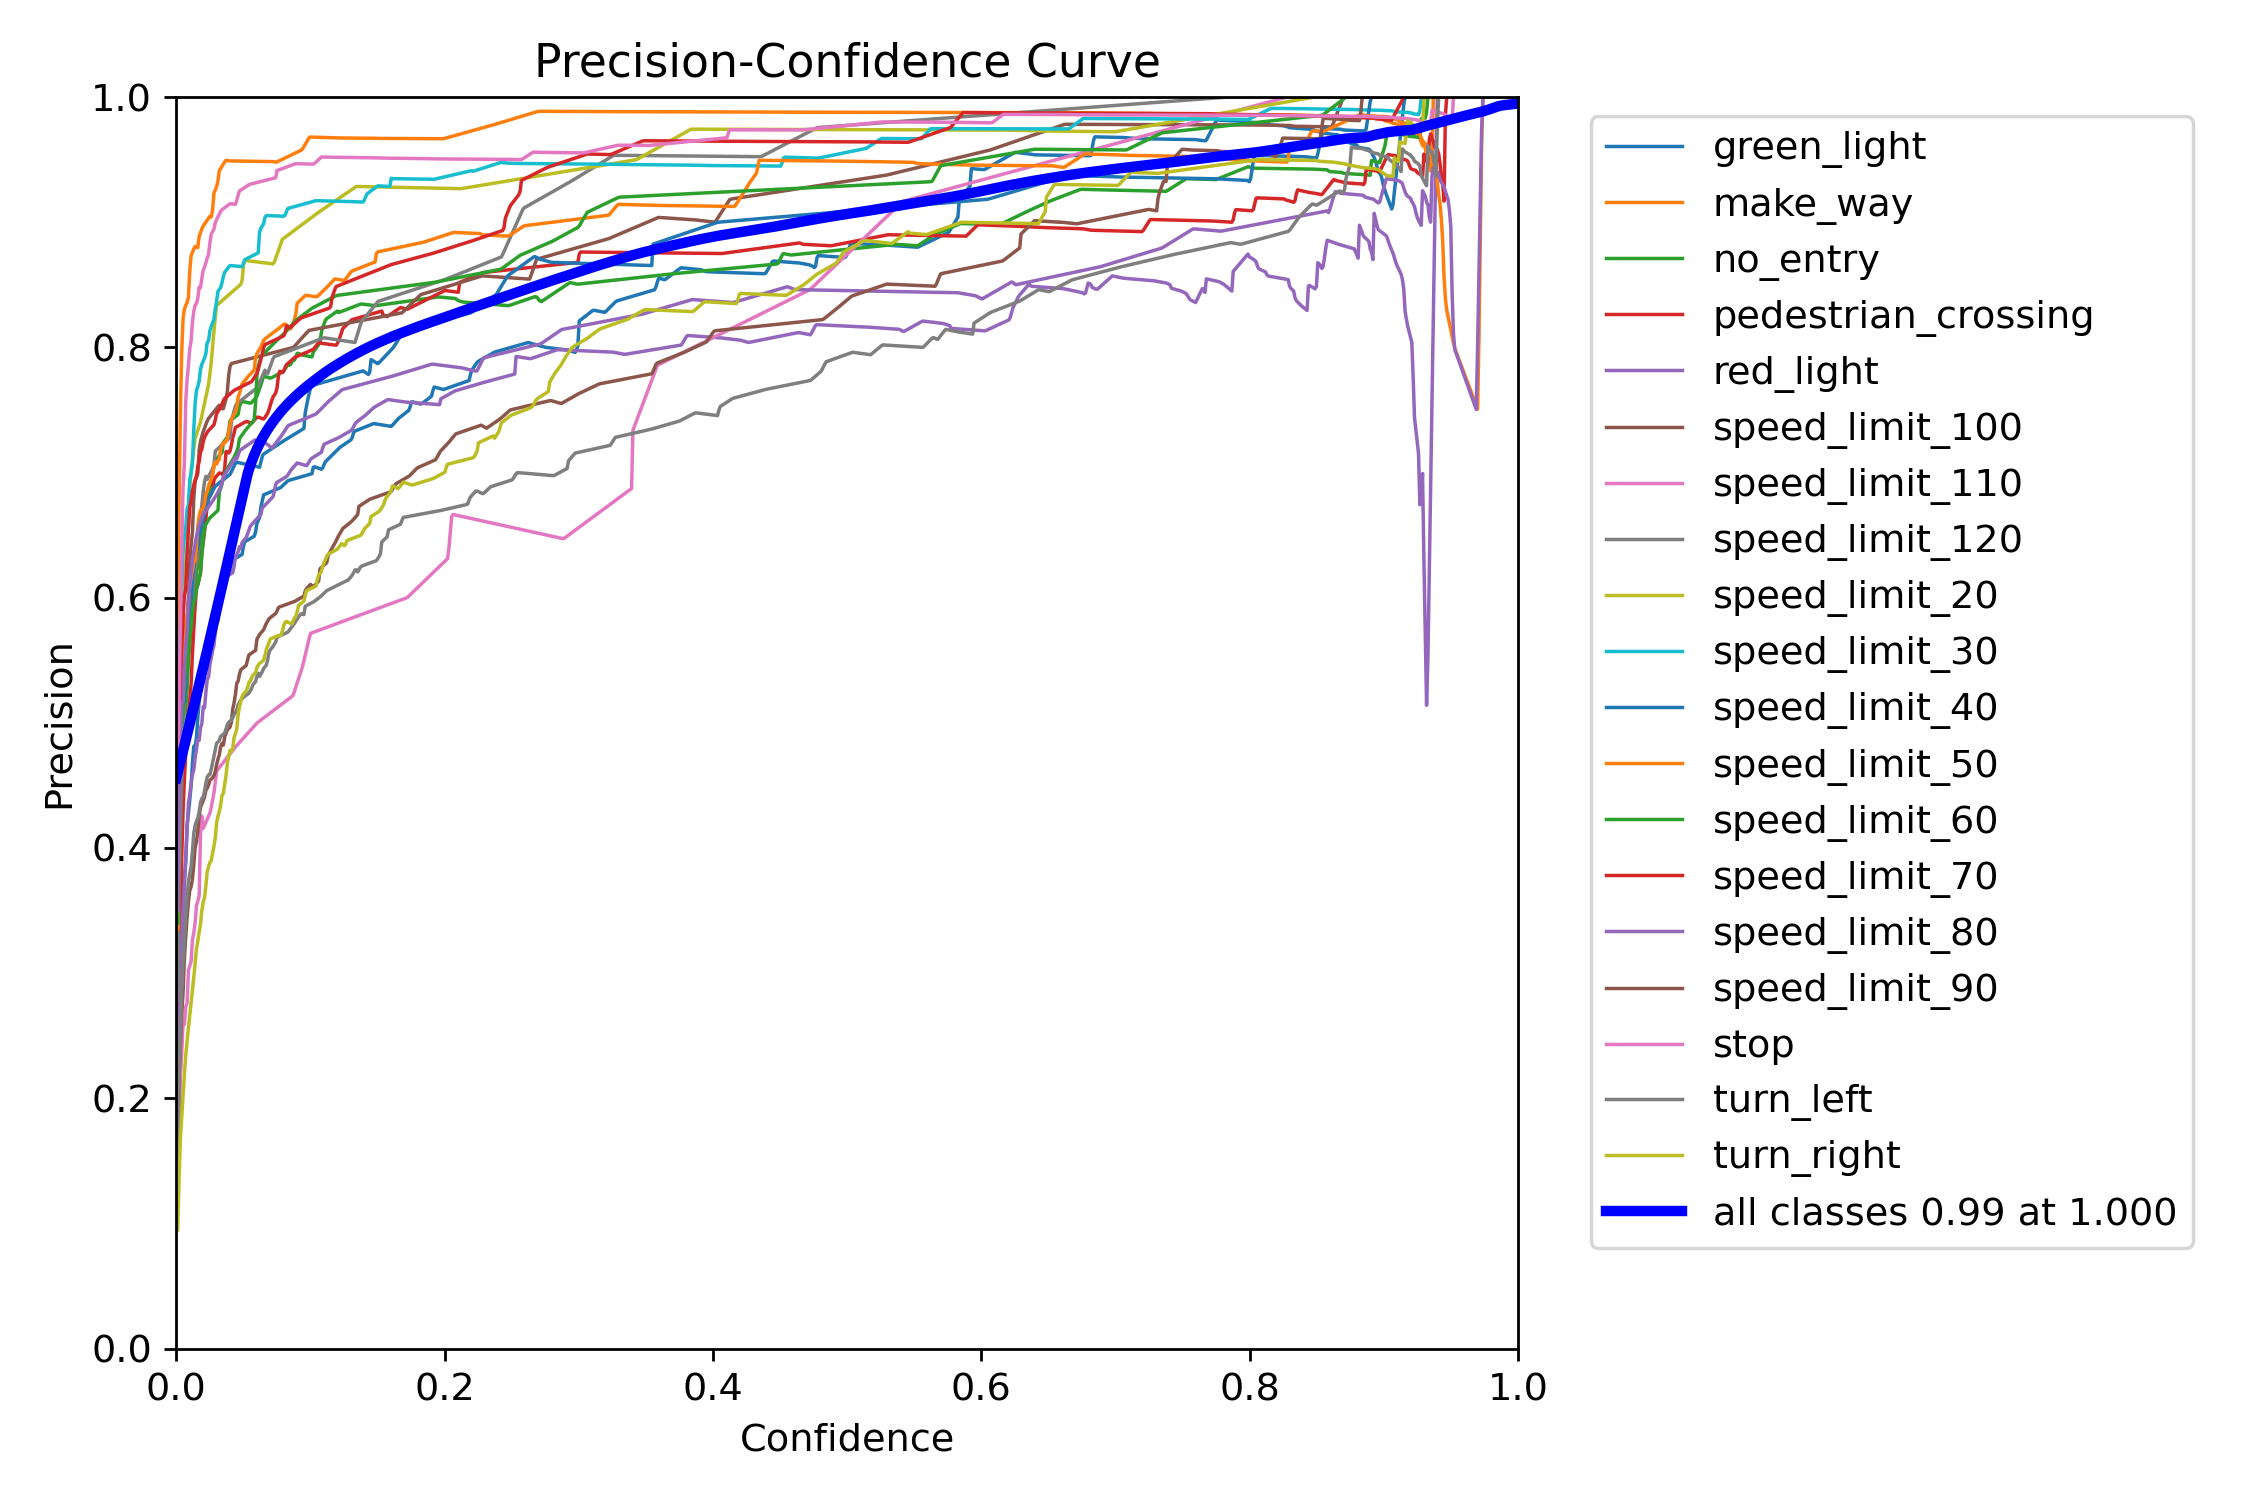 Precision-Confidence Curve
1.0
0.8
0.6
0.4
0.2
0.0
Precision
0.0 0.2 0.4 0.6 0.8 1.0
Confidence
green_light
make_way
no_entry
pedestrian_crossing
red_light
speed_limit_100
speed_limit_110
speed_limit_120
speed_limit_20
speed_limit_30
speed_limit_40
speed_limit_50
speed_limit_60
speed_limit_70
speed_limit_80
speed_limit_90
stop
turn_left
turn_right
all classes 0.99 at 1.000